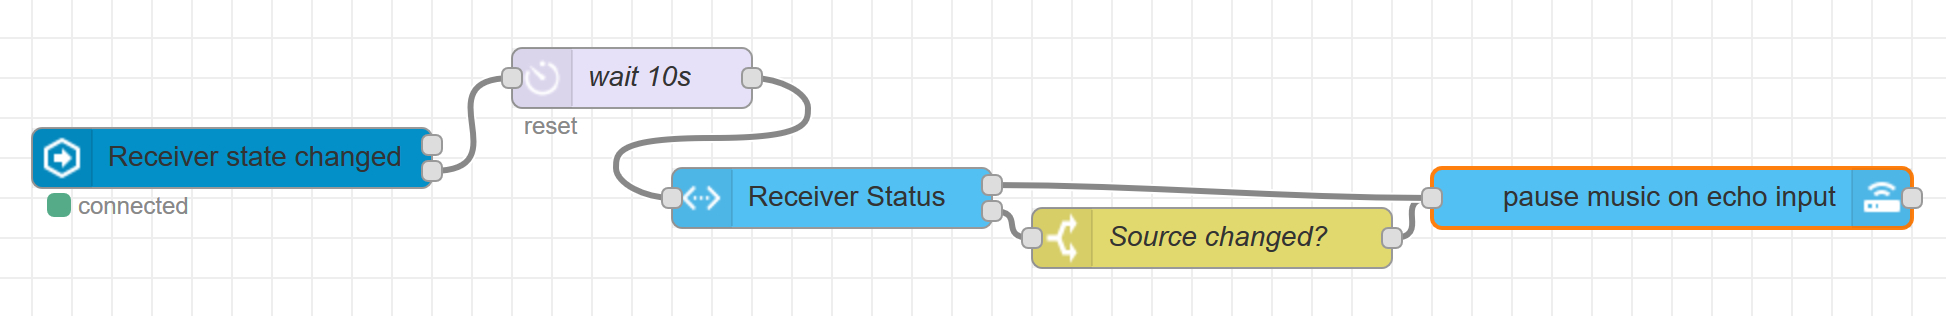 wait 10s
reset
Receiver state changed
connected
Receiver Status
Source changed?
pause music on echo input